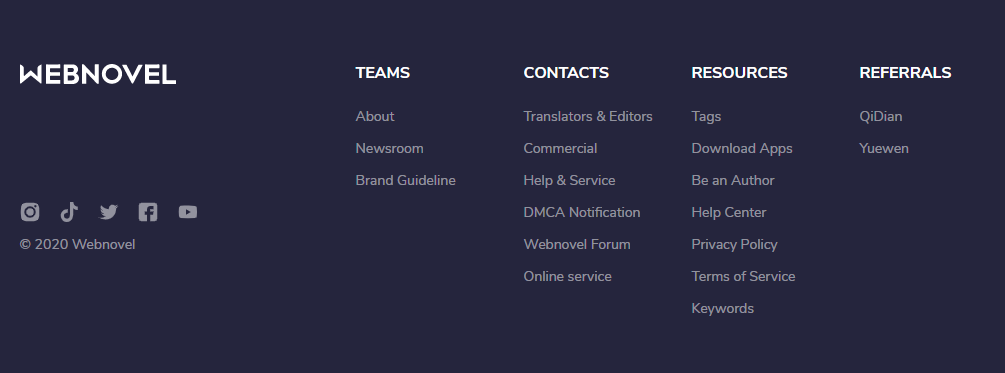 WEBNOVEL
© 2020 Webnovel
TEAMS
About
Newsroom
Brand Guideline
CONTACTS
Translators & Editors
Commercial
Help & Service
DMCA Notification
Webnovel Forum
Online service
RESOURCES
Tags
Download Apps
Be an Author
Help Center
Privacy Policy
Terms of Service
Keywords
REFERRALS
QiDian
Yuewen